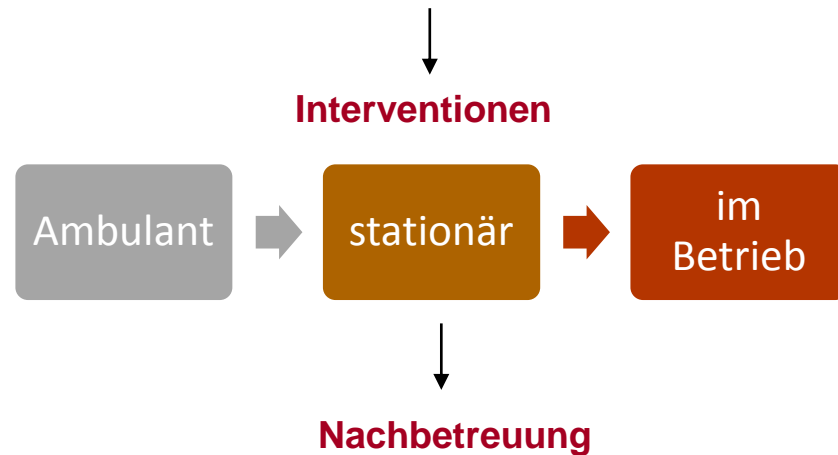 Interventionen
Ambulant
stationär
im
Betrieb
Nachbetreuung